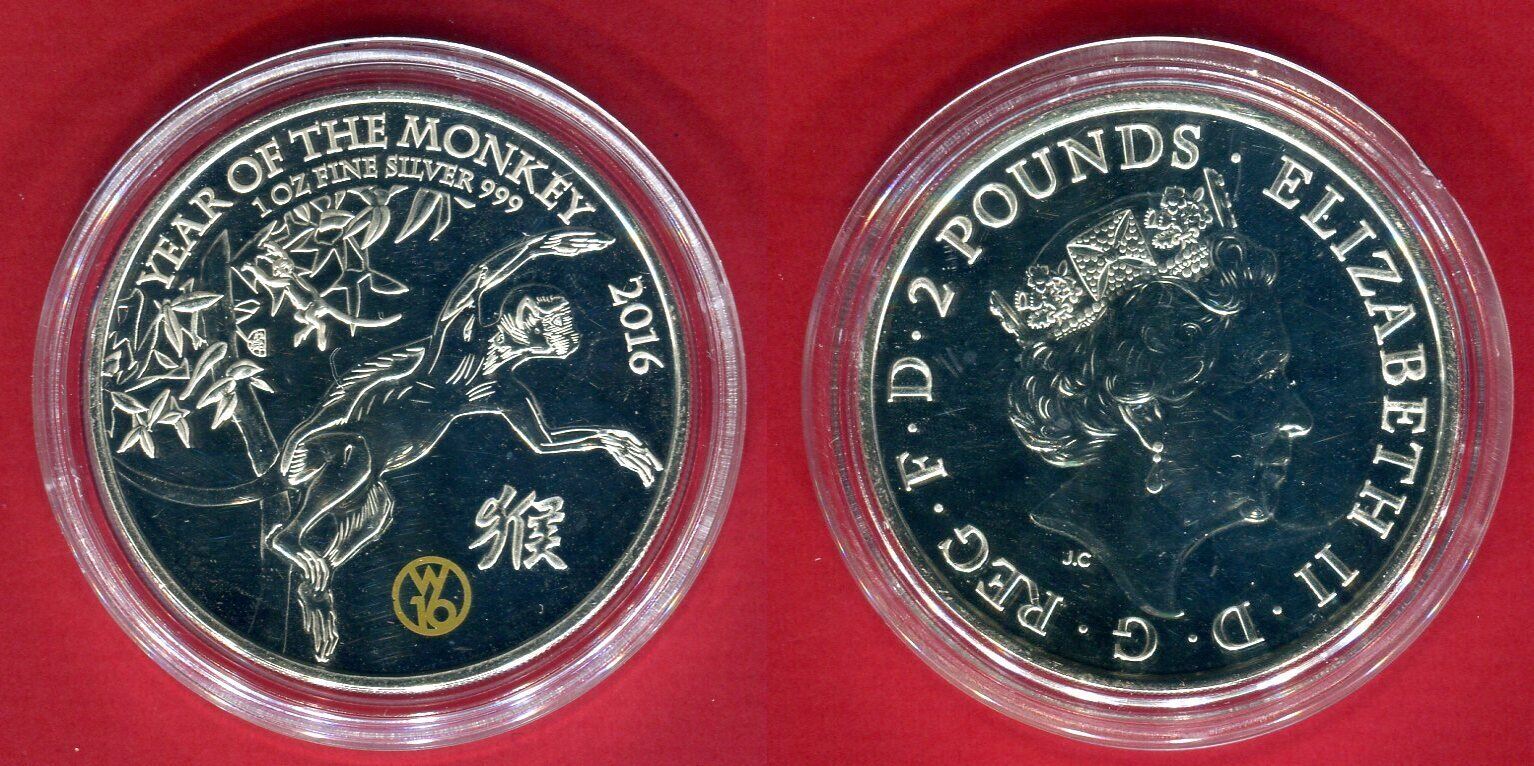 YEAR OF THE MONKEY
1 OZ FINE SILVER 999
2016
猴
W
16
ELIZABETH II · D · G · REG · F · D · 2 POUNDS ·
J.C